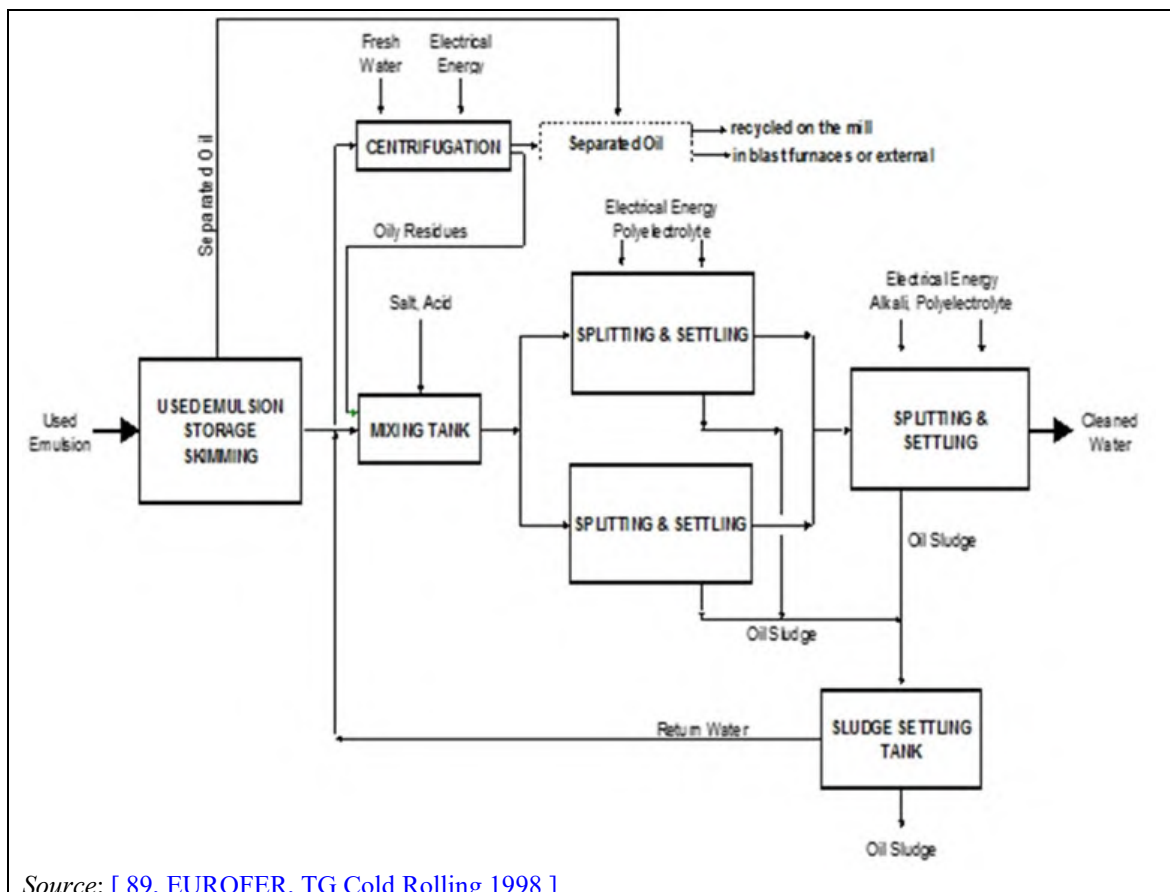 Fresh
Water
Electrical
Energy
Separated Oil
CENTRIFUGATION
Separated Oil
recycled on the mill
in blast furnaces or external
Oily Residues
Electrical Energy
Polyelectrolyte
Salt, Acid
SPLITTING & SETTLING
Electrical Energy
Alkali, Polyelectrolyte
Used
Emulsion
USED EMULSION
STORAGE
SKIMMING
MIXING TANK
SPLITTING &
SETTLING
Cleaned
Water
SPLITTING & SETTLING
Oil Sludge
Oil Sludge
Return Water
SLUDGE SETTLING
TANK
Oil Sludge
Source: [ 89, EUROFER, TG Cold Rolling 1998 ]